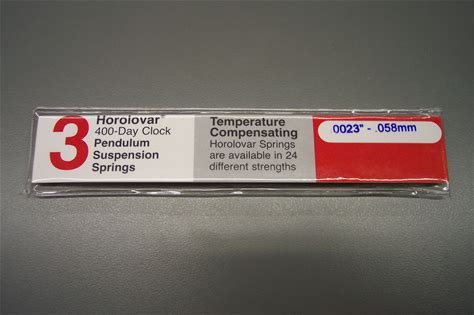 3
Horolovar®
400-Day Clock
Pendulum
Suspension
Springs
Temperature
Compensating
Horolovar Springs
are available in 24
different strengths
.0023" - .058mm